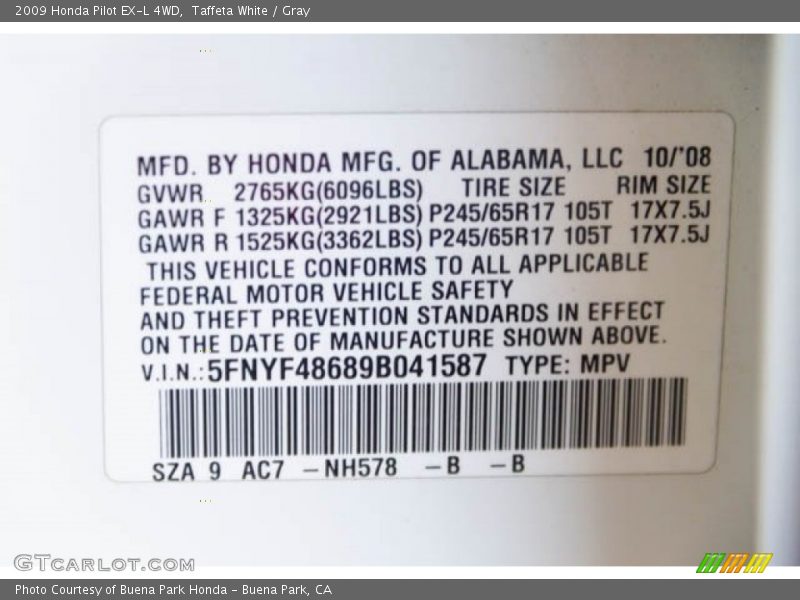 2009 Honda Pilot EX-L 4WD, Taffeta White / Gray
MFD. BY HONDA MFG. OF ALABAMA, LLC 10/'08
GVWR 2765KG(6096LBS) TIRE SIZE RIM SIZE
GAWR F 1325KG(2921LBS) P245/65R17 105T 17X7.5J
GAWR R 1525KG(3362LBS) P245/65R17 105T 17X7.5J
THIS VEHICLE CONFORMS TO ALL APPLICABLE
FEDERAL MOTOR VEHICLE SAFETY
AND THEFT PREVENTION STANDARDS IN EFFECT
ON THE DATE OF MANUFACTURE SHOWN ABOVE.
V.I.N.: 5FNYF48689B041587 TYPE: MPV
SZA 9 AC7 -NH578 -B -B
GTCARLOT.COM
Photo Courtesy of Buena Park Honda - Buena Park, CA